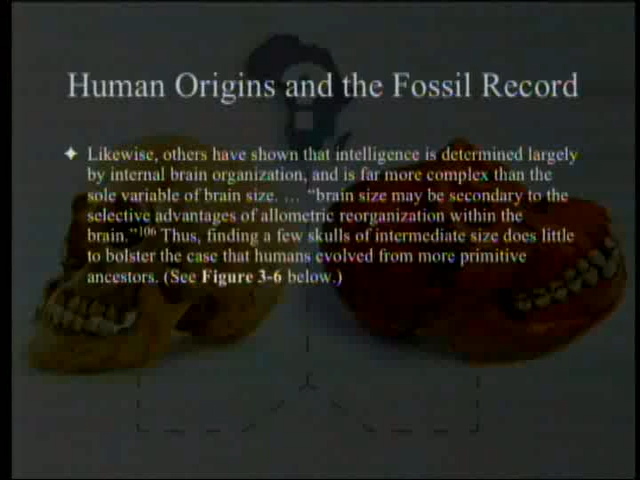 Human Origins and the Fossil Record
Likewise, others have shown that intelligence is determined largely
by internal brain organization, and is far more complex than the
sole variable of brain size. … “brain size may be secondary to the
selective advantages of allometric reorganization within the
brain.”106 Thus, finding a few skulls of intermediate size does little
to bolster the case that humans evolved from more primitive
ancestors. (See Figure 3-6 below.)